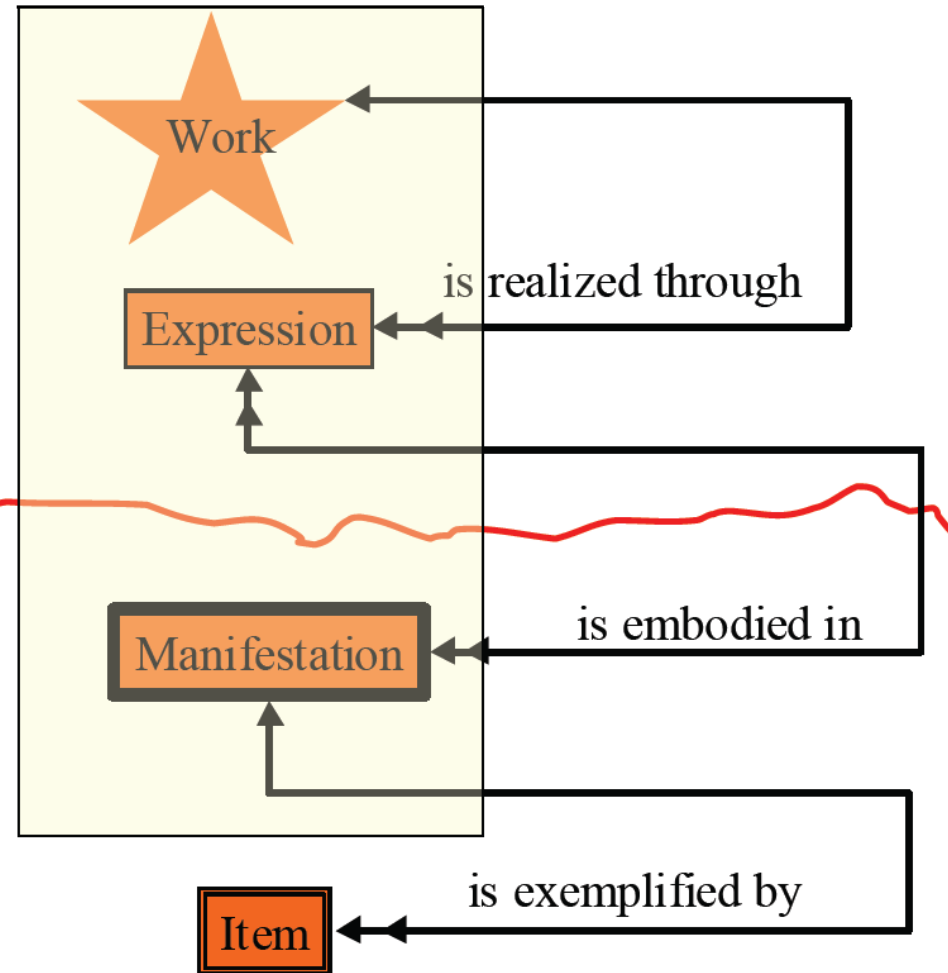 Work
is realized through
Expression
is embodied in
Manifestation
is exemplified by
Item